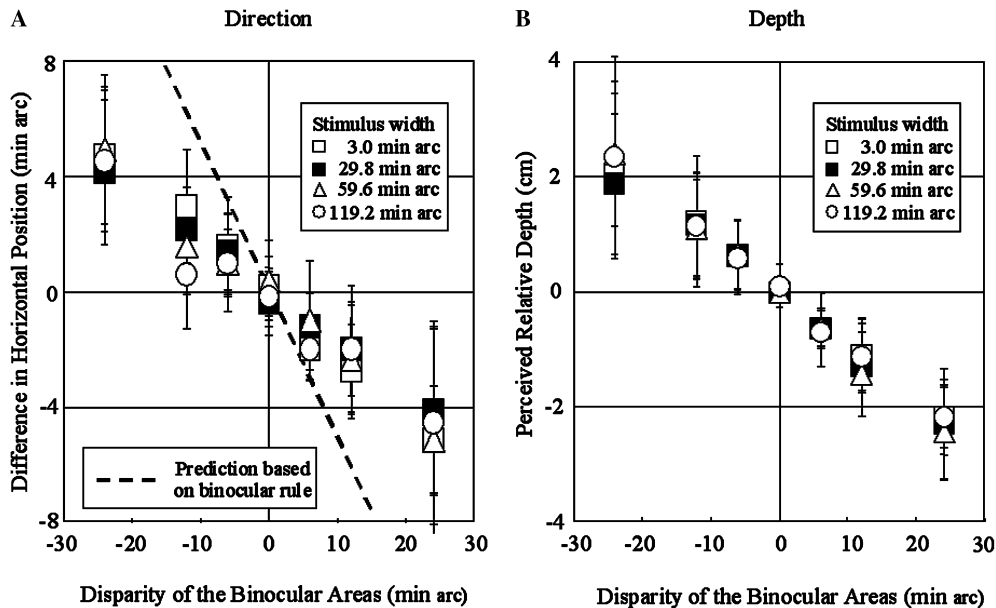 A
Direction
Difference in Horizontal Position (min arc)
8
4
0
-4
-8
Stimulus width
3.0 min arc
29.8 min arc
59.6 min arc
119.2 min arc
Prediction based
on binocular rule
-30
-20
-10
0
10
20
30
Disparity of the Binocular Areas (min arc)
B
Depth
Perceived Relative Depth (cm)
4
2
0
-2
-4
Stimulus width
3.0 min arc
29.8 min arc
59.6 min arc
119.2 min arc
-30
-20
-10
0
10
20
30
Disparity of the Binocular Areas (min arc)